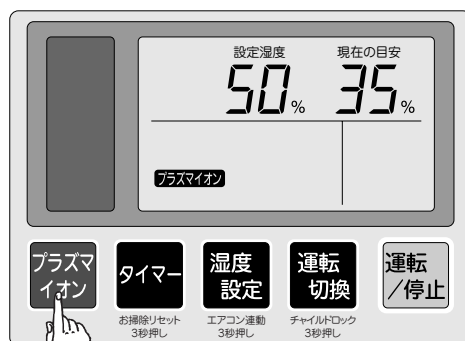 設定湿度 現在の目安
50% 35%
プラズマイオン
プラズマ
イオン
タイマー
湿度
設定
運転
切換
運転
/停止
お掃除リセット
3秒押し
エアコン連動
3秒押し
チャイルドロック
3秒押し